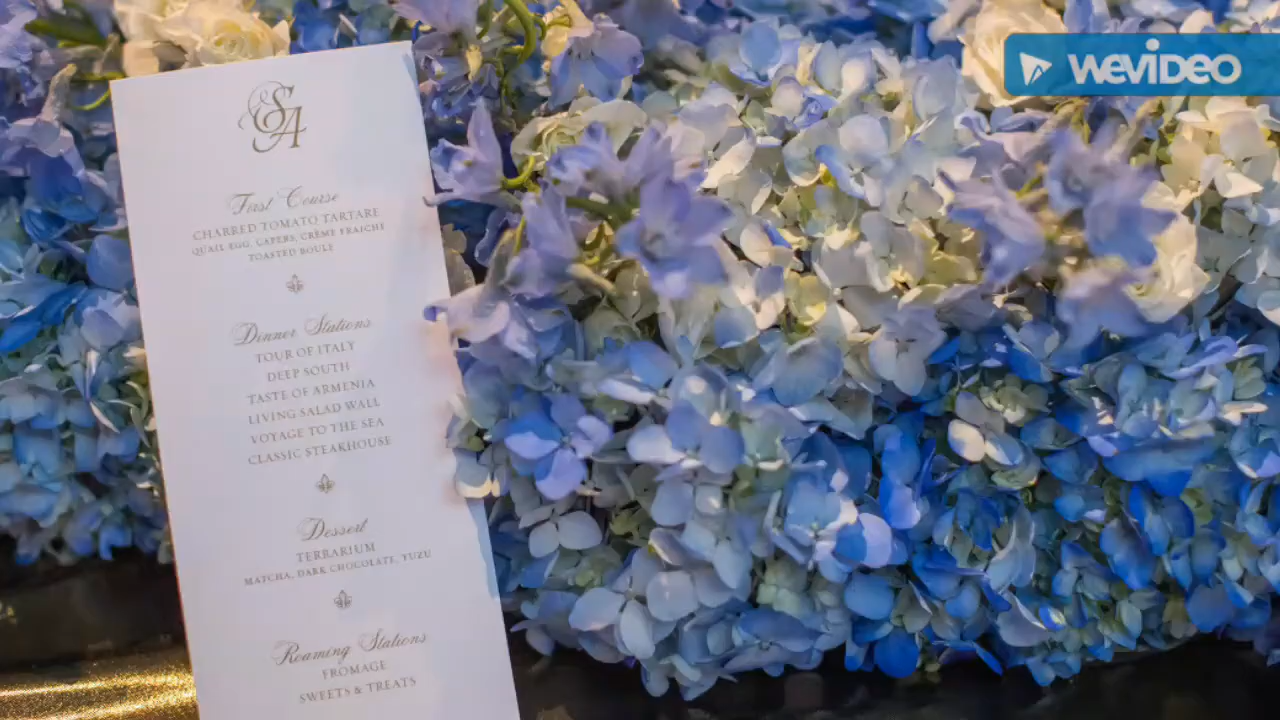 WEVIDEO
SA
First Course
CHARRED TOMATO TARTARE
QUAIL EGG, CAPERS, CRÈME FRAICHE
TOASTED BOULE
Dinner Stations
TOUR OF ITALY
DEEP SOUTH
TASTE OF ARMENIA
LIVING SALAD WALL
VOYAGE TO THE SEA
CLASSIC STEAKHOUSE
Dessert
TERRARIUM
MATCHA, DARK CHOCOLATE, YUZU
Roaming Stations
FROMAGE
SWEETS & TREATS